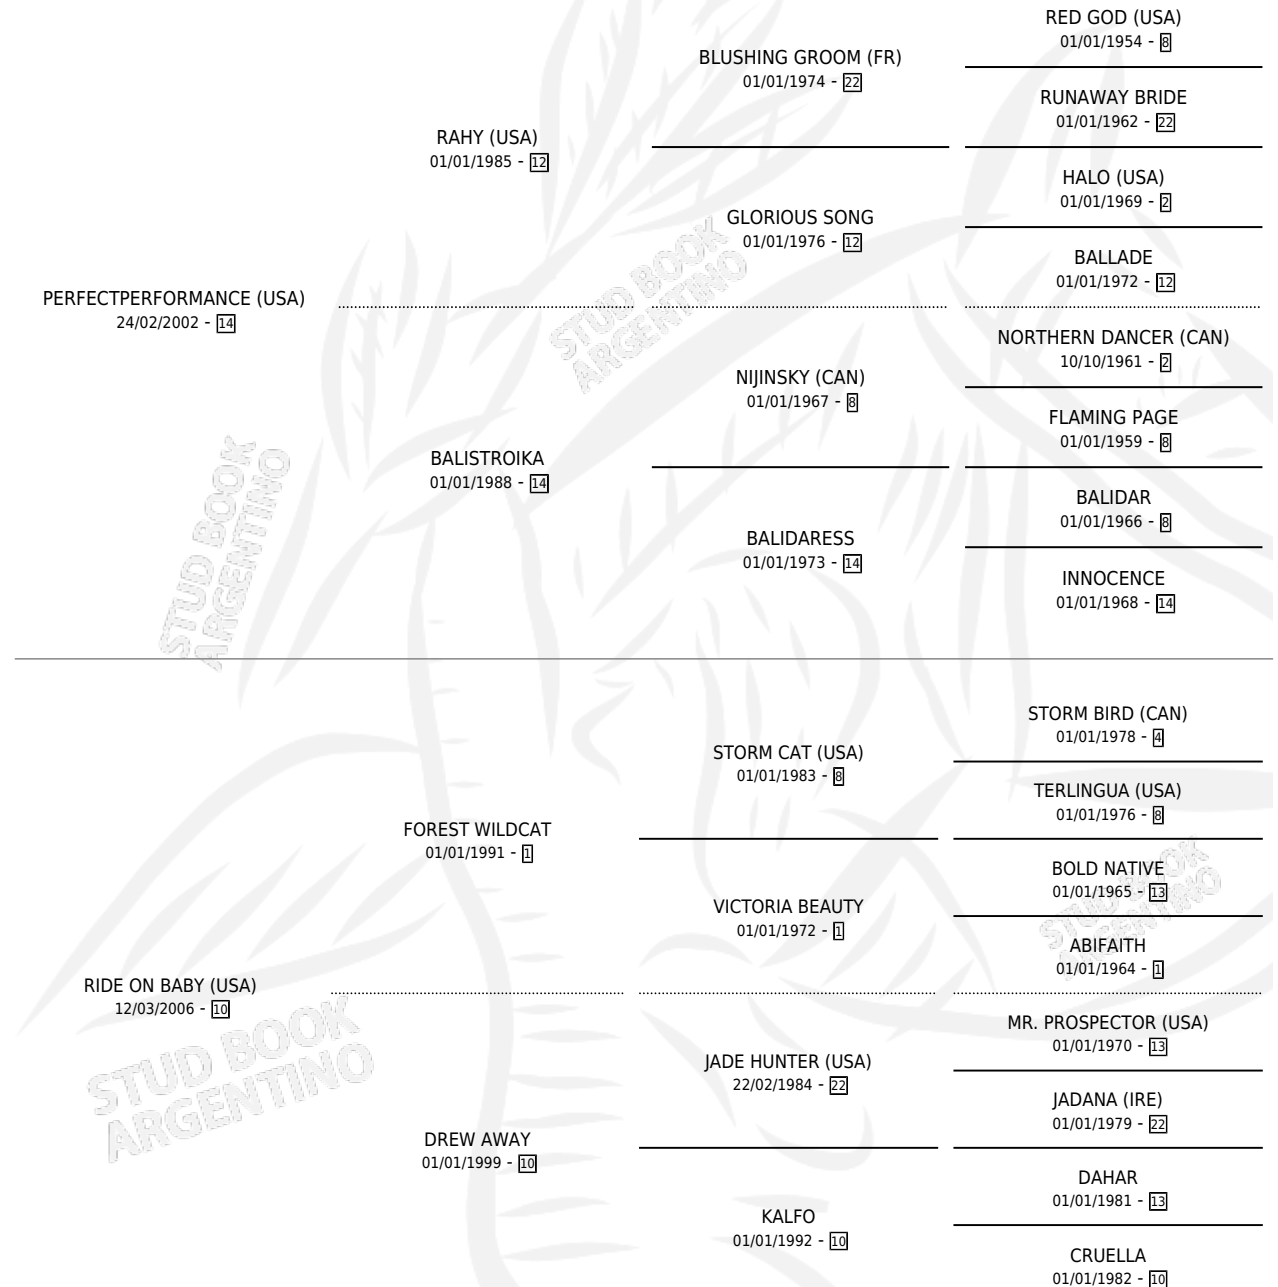 RED GOD (USA)
01/01/1954 - 8
BLUSHING GROOM (FR)
01/01/1974 - 22
RUNAWAY BRIDE
01/01/1962 - 22
RAHY (USA)
01/01/1985 - 12
HALO (USA)
01/01/1969 - 2
GLORIOUS SONG
01/01/1976 - 12
BALLADE
01/01/1972 - 12
PERFECTPERFORMANCE (USA)
24/02/2002 - 14
NORTHERN DANCER (CAN)
10/10/1961 - 2
NIJINSKY (CAN)
01/01/1967 - 8
FLAMING PAGE
01/01/1959 - 8
BALISTROIKA
01/01/1988 - 14
BALIDAR
01/01/1966 - 8
BALIDARESS
01/01/1973 - 14
INNOCENCE
01/01/1968 - 14
STORM BIRD (CAN)
01/01/1978 - 4
STORM CAT (USA)
01/01/1983 - 8
TERLINGUA (USA)
01/01/1976 - 8
FOREST WILDCAT
01/01/1991 - 1
BOLD NATIVE
01/01/1965 - 13
VICTORIA BEAUTY
01/01/1972 - 1
ABIFAITH
01/01/1964 - 1
RIDE ON BABY (USA)
12/03/2006 - 10
MR. PROSPECTOR (USA)
01/01/1970 - 13
JADE HUNTER (USA)
22/02/1984 - 22
JADANA (IRE)
01/01/1979 - 22
DREW AWAY
01/01/1999 - 10
DAHAR
01/01/1981 - 13
KALFO
01/01/1992 - 10
CRUELLA
01/01/1982 - 10
STUD BOOK
ARGENTINO
STUD BOOK
ARGENTINO
STUD BOOK
ARGENTINO
STUD BOOK
ARGENTINO